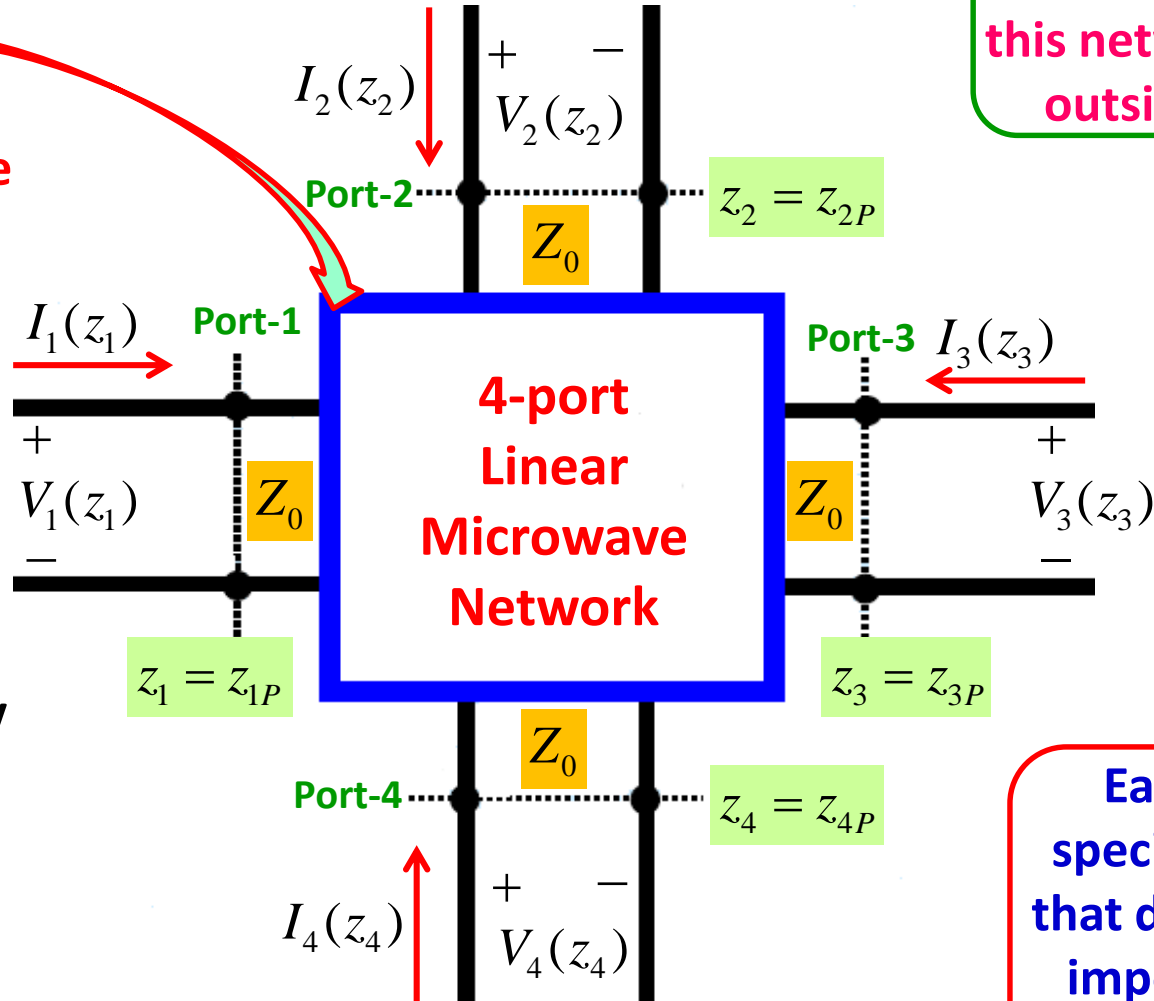 this net
outsi
e
I₂(z₂)
+ −
V₂(z₂)
Port-2
z₂ = z₂P
Z₀
I₁(z₁)
Port-1
Port-3
I₃(z₃)
4-port
Linear
Microwave
Network
+
V₁(z₁)
−
Z₀
Z₀
+
V₃(z₃)
−
z₁ = z₁P
z₃ = z₃P
Z₀
Port-4
z₄ = z₄P
I₄(z₄)
+ −
V₄(z₄)
Ea
speci
that d
imp